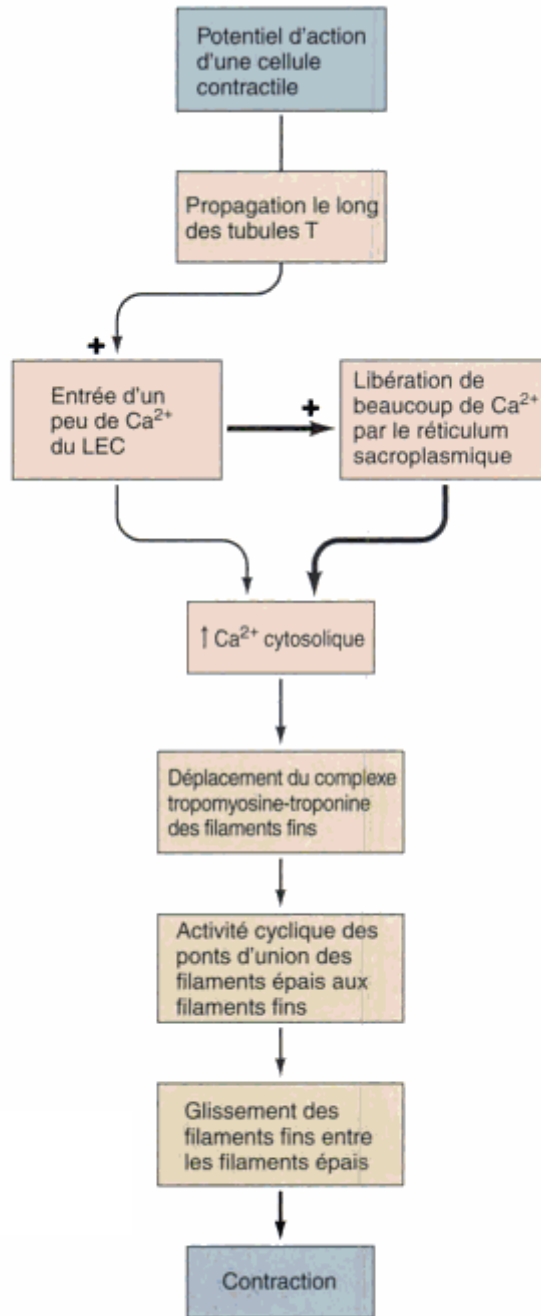 Potentiel d'action
d'une cellule
contractile
Propagation le long
des tubules T
+
Entrée d'un
peu de Ca²⁺
du LEC
+
Libération de
beaucoup de Ca²⁺
par le réticulum
sacroplasmique
↑ Ca²⁺ cytosolique
Déplacement du complexe
tropomyosine-troponine
des filaments fins
Activité cyclique des
ponts d'union des
filaments épais aux
filaments fins
Glissement des
filaments fins entre
les filaments épais
Contraction